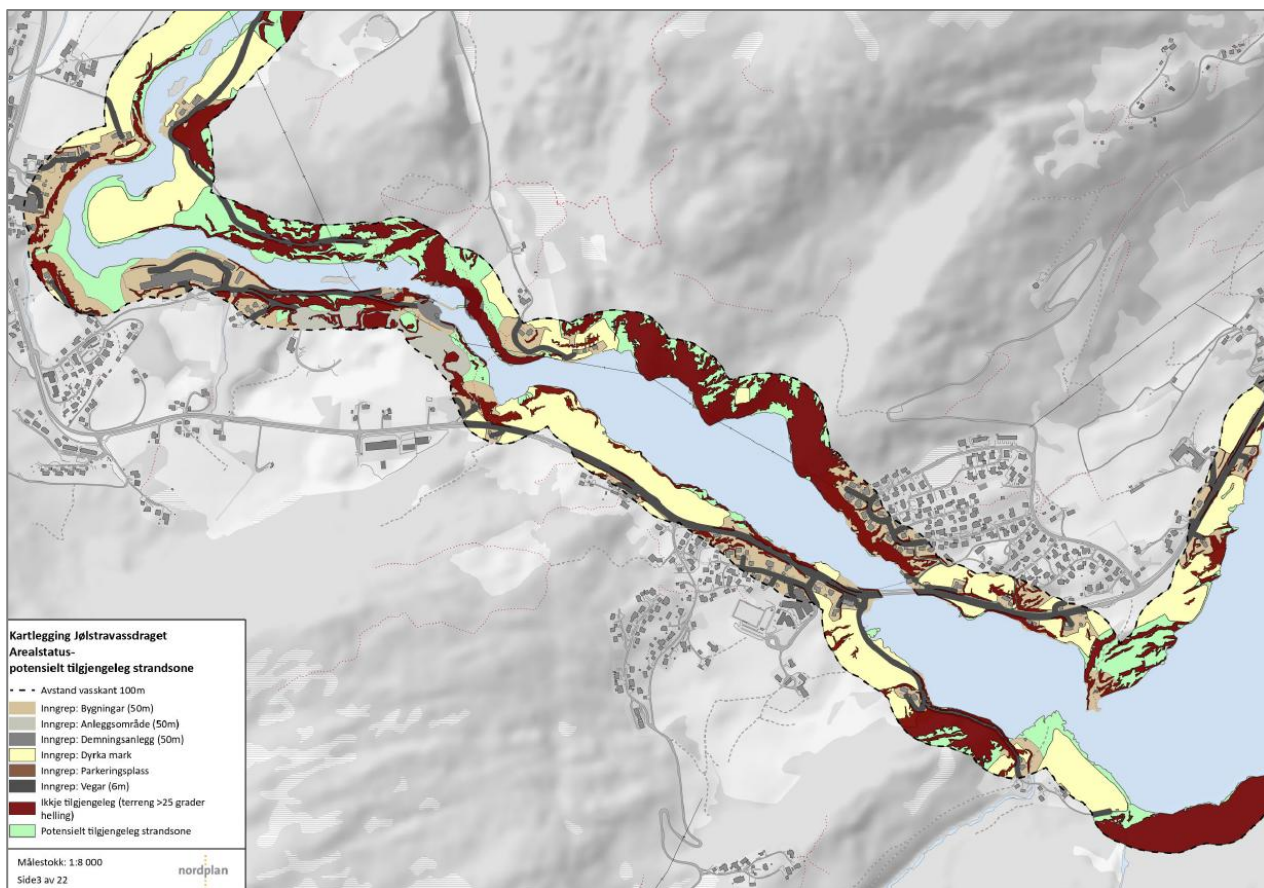 Kartlegging Jølstravassdraget
Arealstatus-
potensielt tilgjengeleg strandsone
Avstand vasskant 100m
Inngrep: Bygningar (50m)
Inngrep: Anleggsområde (50m)
Inngrep: Demningsanlegg (50m)
Inngrep: Dyrka mark
Inngrep: Parkeringsplass
Inngrep: Vegar (6m)
Ikkje tilgjengeleg (terreng >25 grader
helling)
Potensielt tilgjengeleg strandsone
Målestokk: 1:8 000
Side3 av 22
nordplan